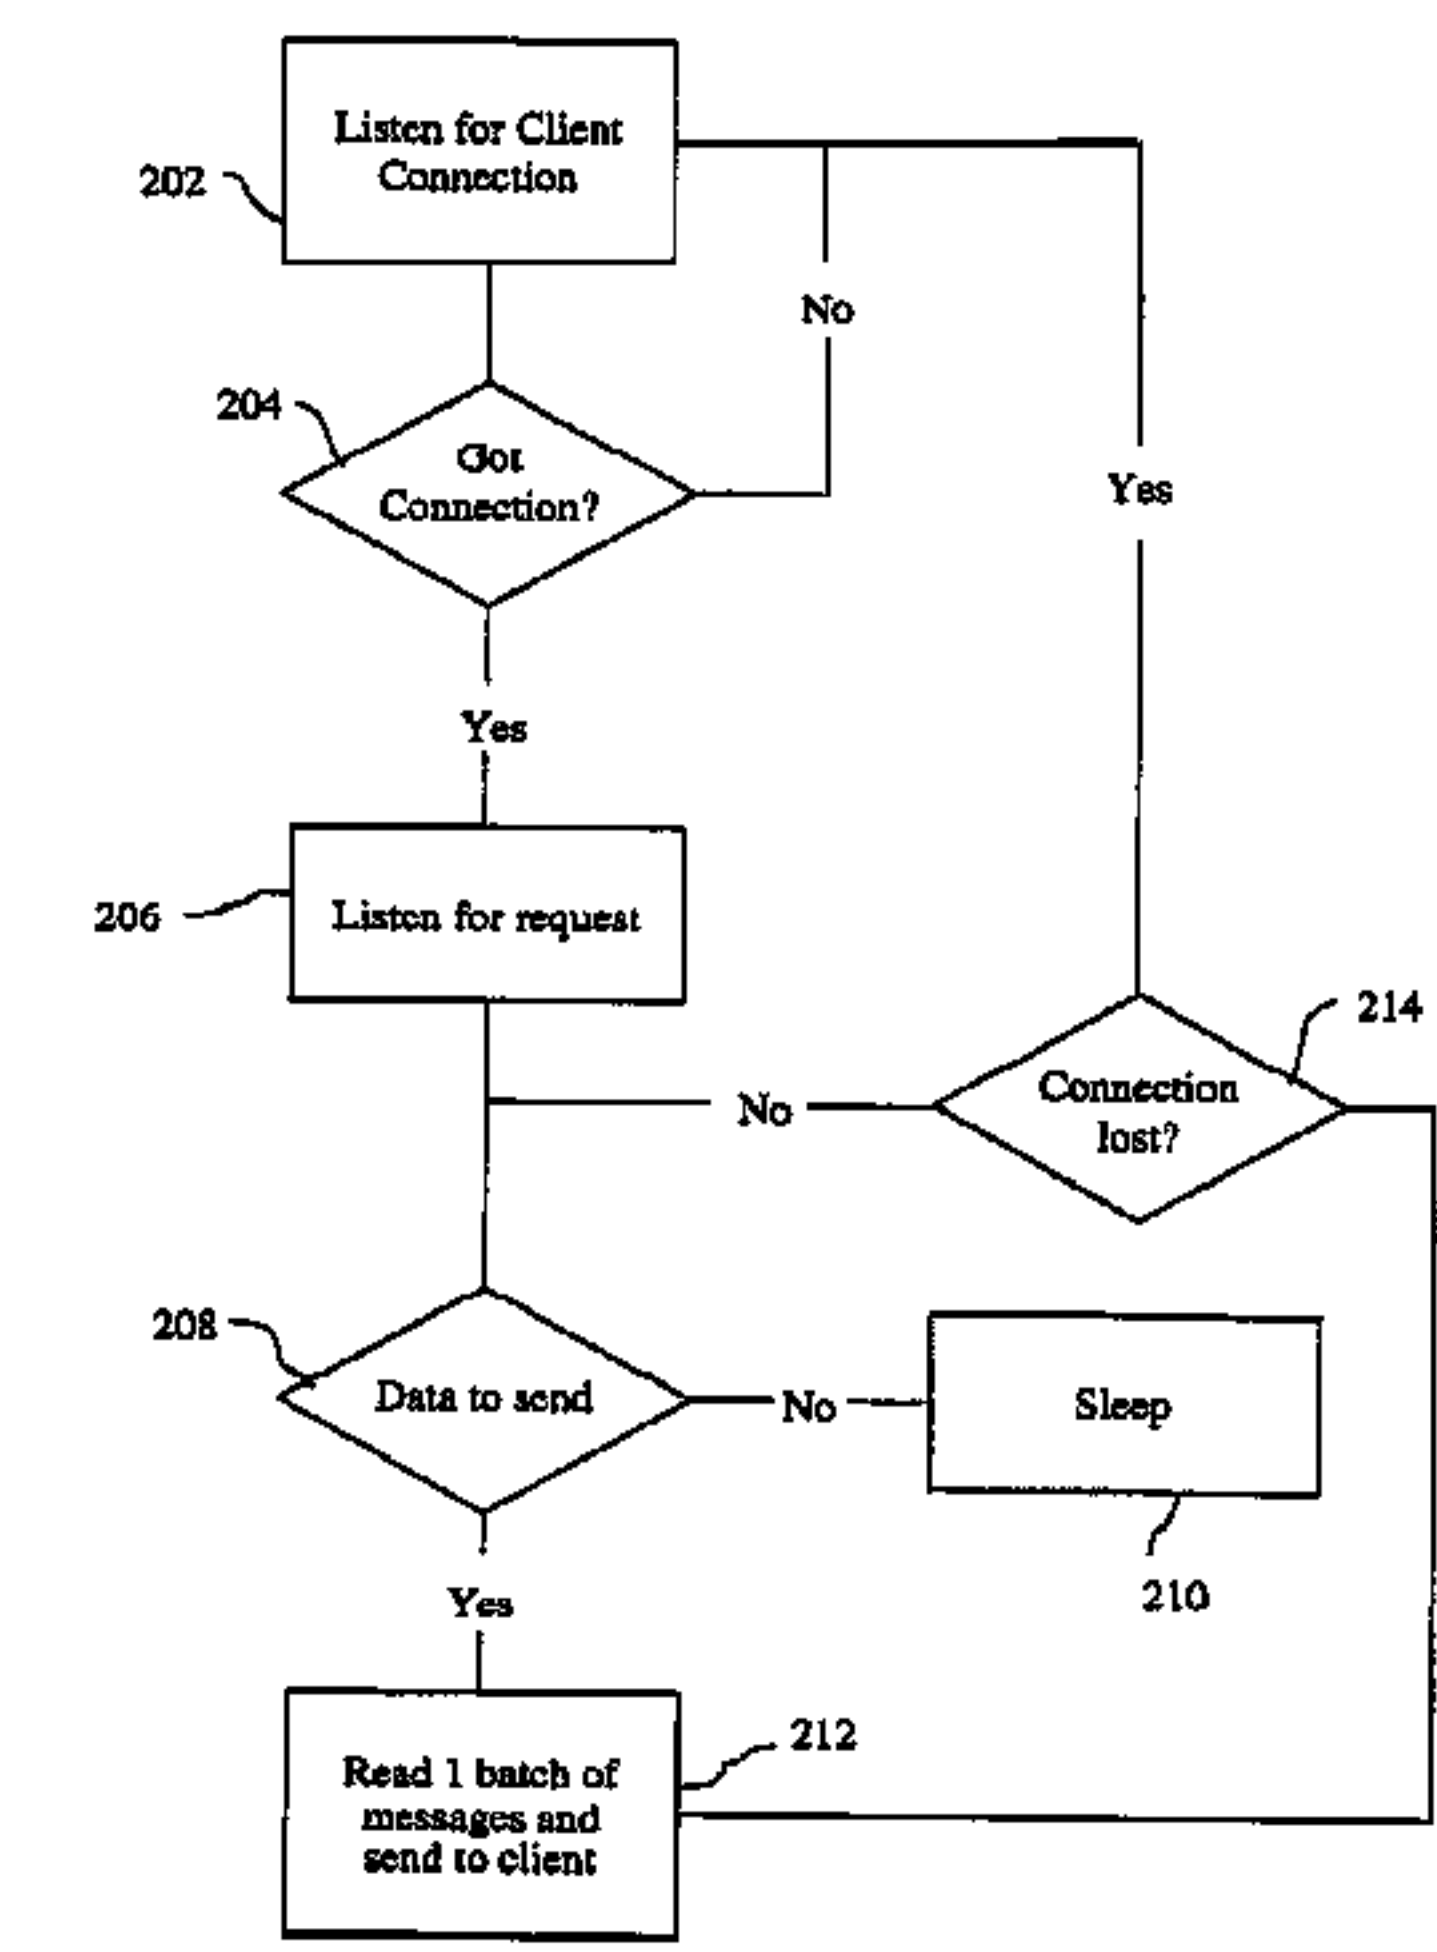 Listen for Client
Connection
202
No
204
Got
Connection?
Yes
Yes
206
Listen for request
214
Connection
lost?
No
208
Data to send
No
Sleep
210
Yes
212
Read 1 batch of
messages and
send to client